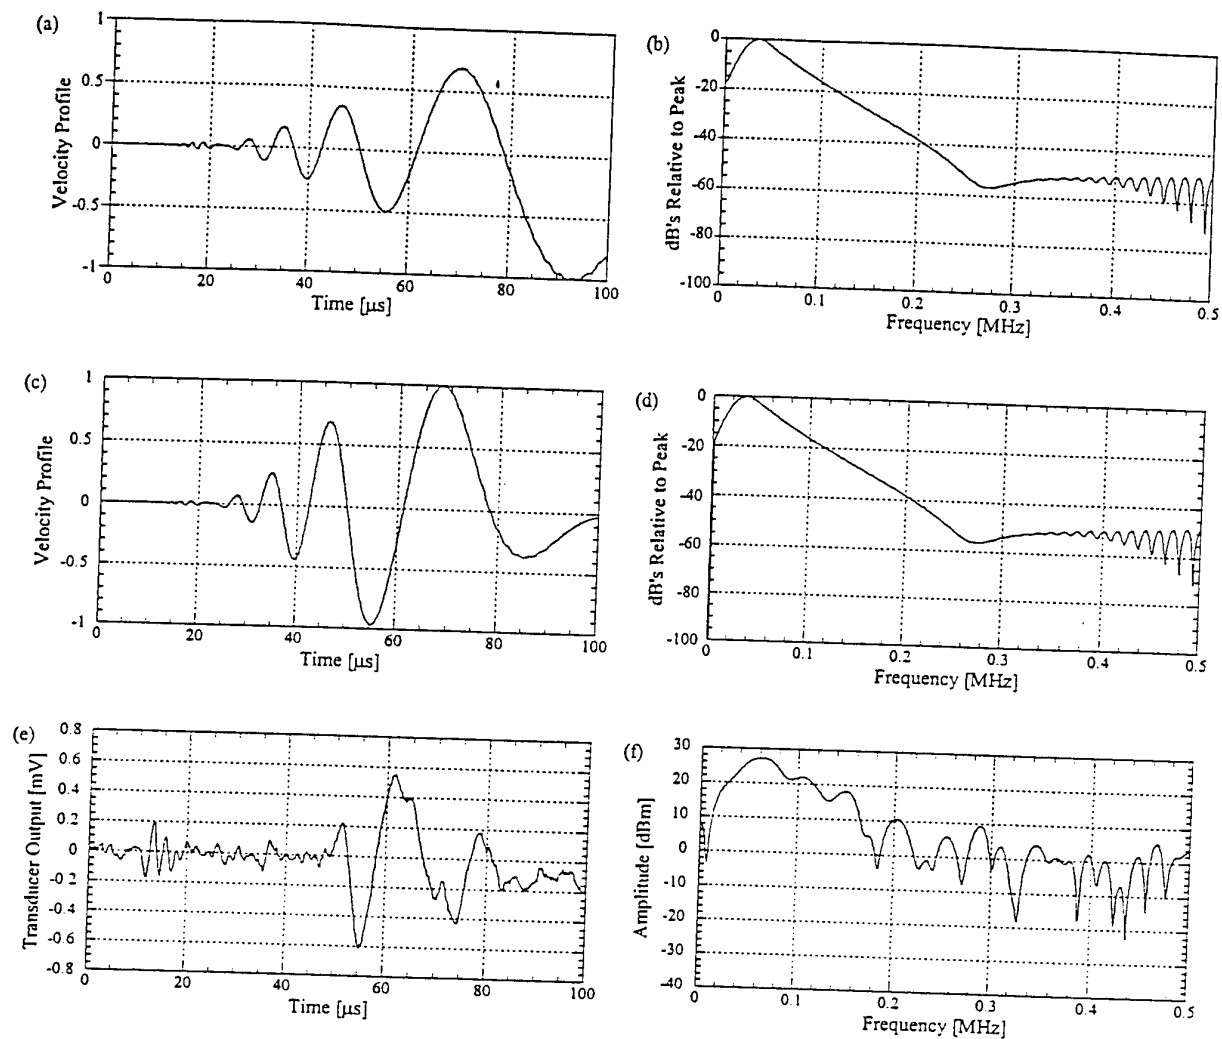 (a)
1
0.5
0
-0.5
-1
Velocity Profile
0 20 40 60 80 100
Time [μs]
(b)
0
-20
-40
-60
-80
-100
dB's Relative to Peak
0 0.1 0.2 0.3 0.4 0.5
Frequency [MHz]
(c)
1
0.5
0
-0.5
-1
Velocity Profile
0 20 40 60 80 100
Time [μs]
(d)
0
-20
-40
-60
-80
-100
dB's Relative to Peak
0 0.1 0.2 0.3 0.4 0.5
Frequency [MHz]
(e)
0.8
0.6
0.4
0.2
0
-0.2
-0.4
-0.6
-0.8
Transducer Output [mV]
0 20 40 60 80 100
Time [μs]
(f)
30
20
10
0
-10
-20
-30
-40
Amplitude [dBm]
0 0.1 0.2 0.3 0.4 0.5
Frequency [MHz]